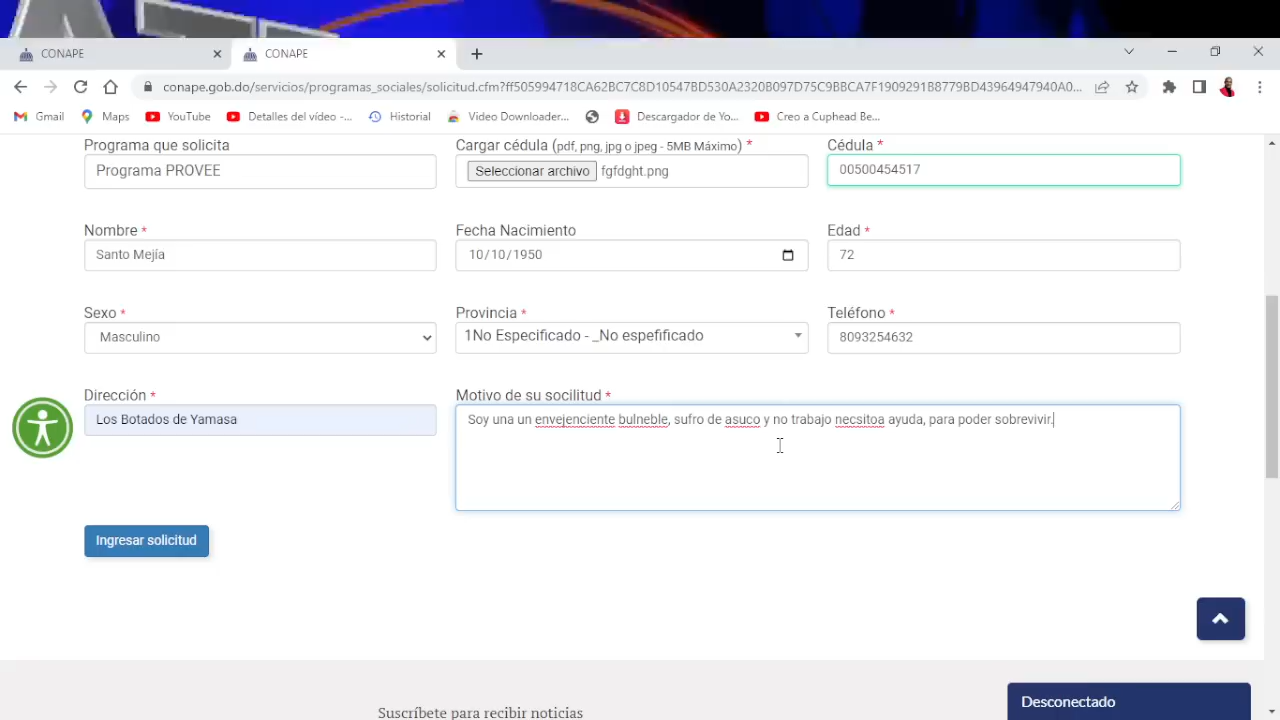 CONAPE
CONAPE
conape.gob.do/servicios/programas_sociales/solicitud.cfm?ff505994718CA62BC7C8D10547BD530A2320B097D75C9BBCA7F1909291B8779BD43964947940A0...
Gmail Maps YouTube Detalles del vídeo -... Historial Video Downloader... Descargador de Yo... Creo a Cuphead Be...
Programa que solicita
Programa PROVEE
Cargar cédula (pdf, png, jpg o jpeg - 5MB Máximo) *
Seleccionar archivo fgfdght.png
Cédula *
00500454517
Nombre *
Santo Mejía
Fecha Nacimiento
10/10/1950
Edad *
72
Sexo *
Masculino
Provincia *
1No Especificado - _No espefificado
Teléfono *
8093254632
Dirección *
Los Botados de Yamasa
Motivo de su socilitud *
Soy una un envejenciente bulneble, sufro de asuco y no trabajo necsitoa ayuda, para poder sobrevivir.
Ingresar solicitud
Suscríbete para recibir noticias
Desconectado